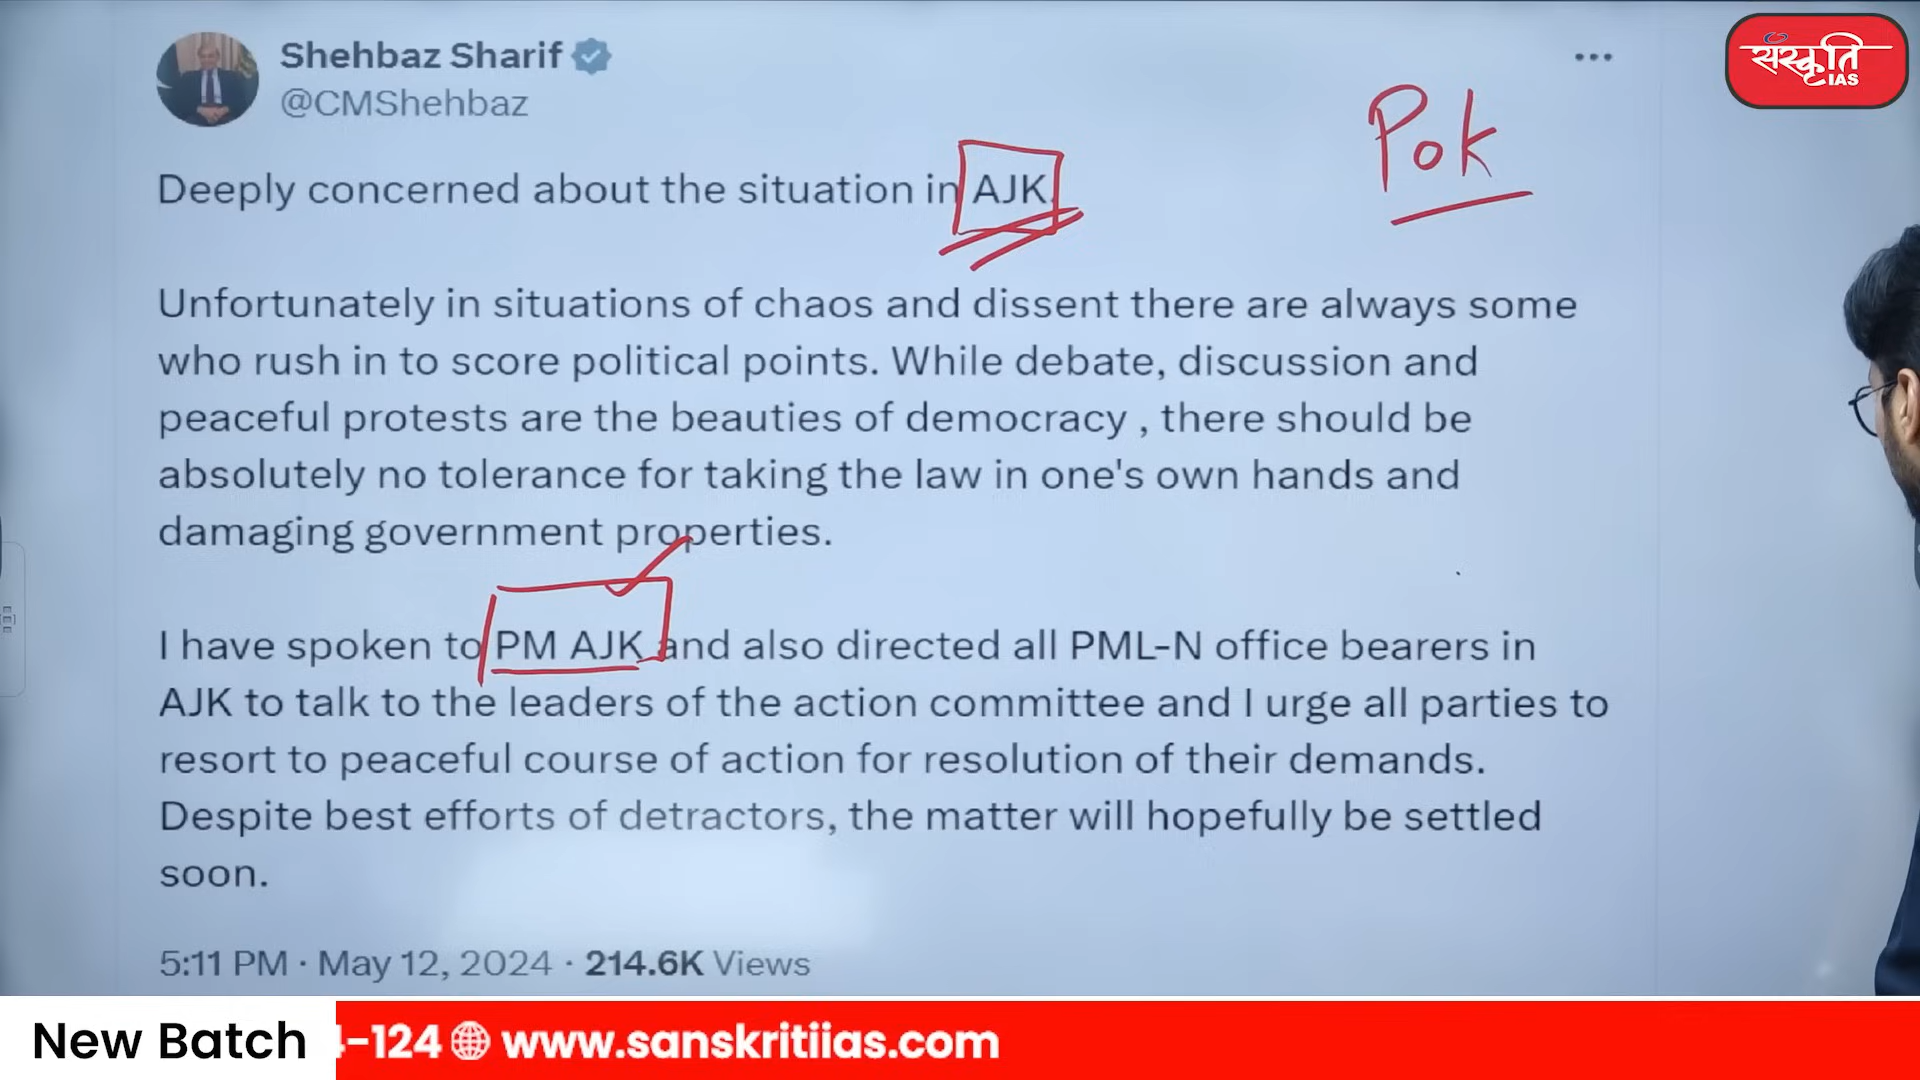 Shehbaz Sharif
@CMShehbaz
संस्कृति
IAS
Pok
Deeply concerned about the situation in AJK.
Unfortunately in situations of chaos and dissent there are always some
who rush in to score political points. While debate, discussion and
peaceful protests are the beauties of democracy , there should be
absolutely no tolerance for taking the law in one's own hands and
damaging government properties.
I have spoken to PM AJK and also directed all PML-N office bearers in
AJK to talk to the leaders of the action committee and I urge all parties to
resort to peaceful course of action for resolution of their demands.
Despite best efforts of detractors, the matter will hopefully be settled
soon.
5:11 PM · May 12, 2024 · 214.6K Views
New Batch 4-124 www.sanskritiias.com